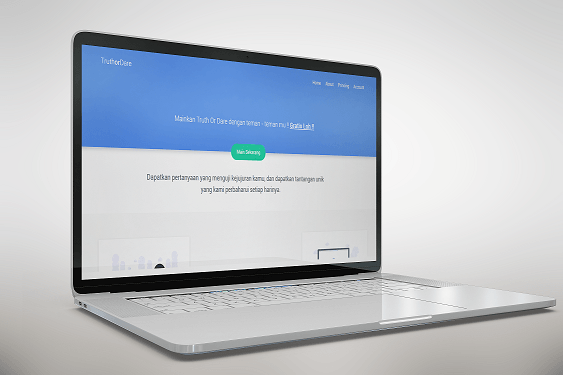 TruthorDare
Home About Pricing Account
Mainkan Truth Or Dare dengan teman - teman mu !! Gratis Loh !!
Main Sekarang
Dapatkan pertanyaan yang menguji kejujuran kamu, dan dapatkan tantangan unik
yang kami perbaharui setiap harinya